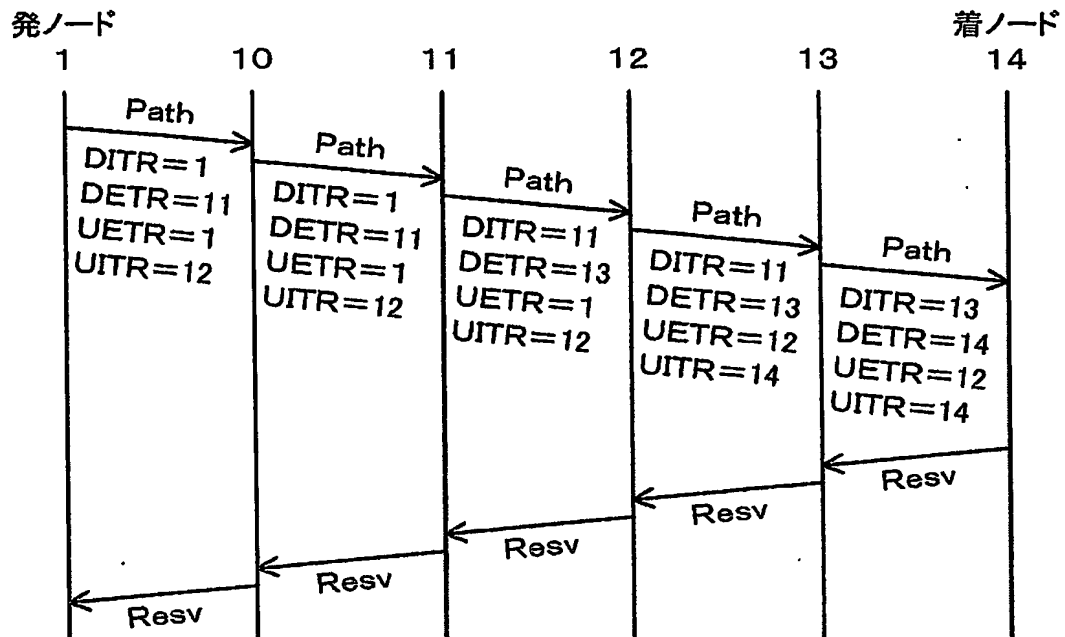 発ノード 着ノード
1 10 11 12 13 14
Path
DITR=1
DETR=11
UETR=1
UITR=12
Path
DITR=1
DETR=11
UETR=1
UITR=12
Path
DITR=11
DETR=13
UETR=1
UITR=12
Path
DITR=11
DETR=13
UETR=12
UITR=14
Path
DITR=13
DETR=14
UETR=12
UITR=14
Resv
Resv
Resv
Resv
Resv